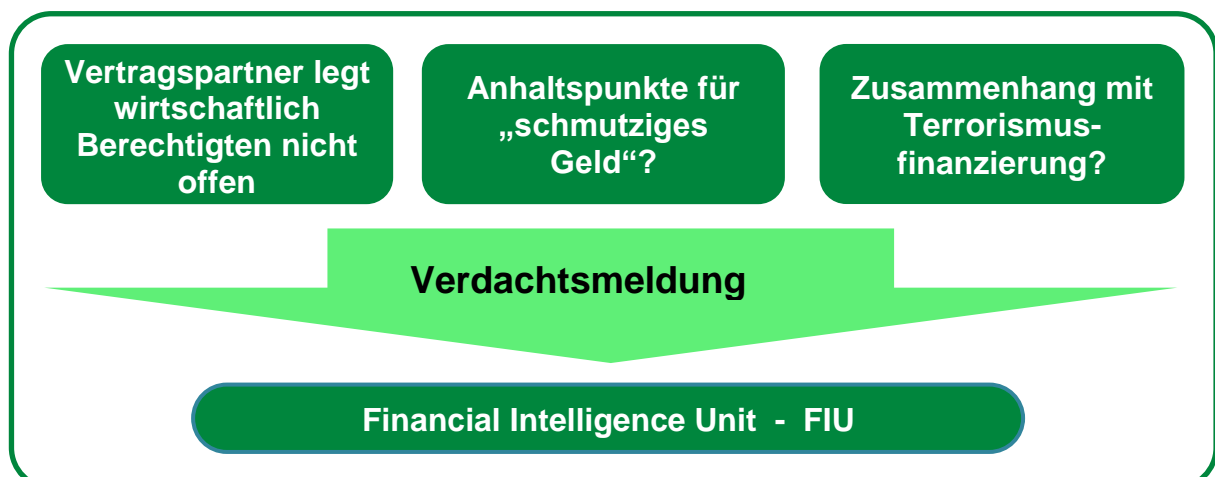 Vertragspartner legt
wirtschaftlich
Berechtigten nicht
offen
Anhaltspunkte für
„schmutziges
Geld“?
Zusammenhang mit
Terrorismus-
finanzierung?
Verdachtsmeldung
Financial Intelligence Unit - FIU